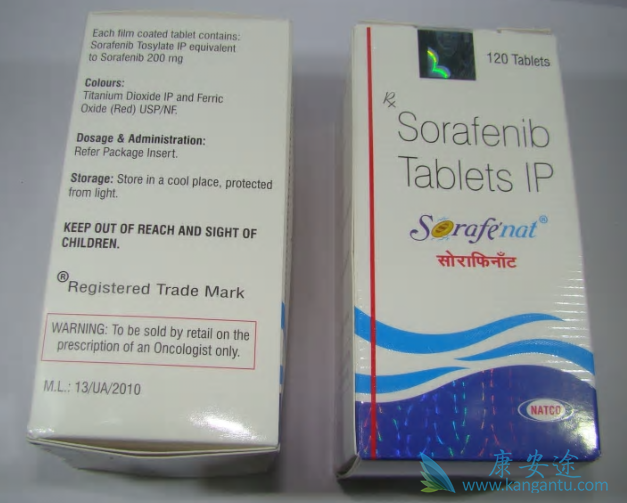 Each film coated tablet contains:
Sorafenib Tosylate IP equivalent
to Sorafenib 200 mg
Colours:
Titanium Dioxide IP and Ferric
Oxide (Red) USP/NF.
Dosage & Administration:
Refer Package Insert.
Storage: Store in a cool place, protected
from light.
KEEP OUT OF REACH AND SIGHT OF
CHILDREN.
®Registered Trade Mark
WARNING: To be sold by retail on the
prescription of an Oncologist only.
M.L.: 13/UA/2010
120 Tablets
Rx
Sorafenib
Tablets IP
Sorafenat®
सोराफिनॉंट
NATCO
康安途
www.kangantu.com